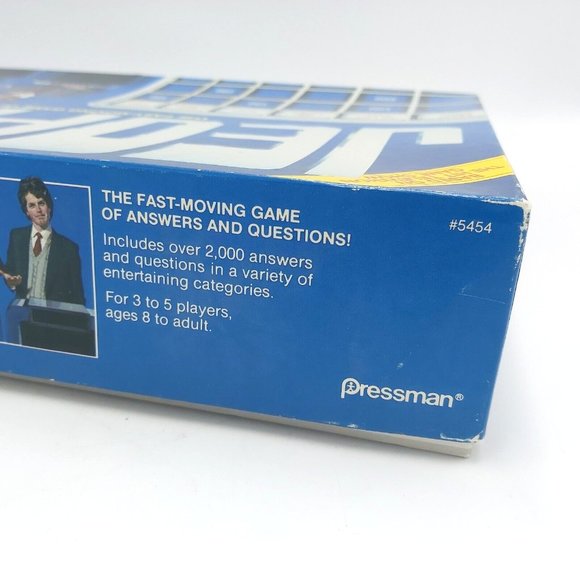 JEOPA
THE FAST-MOVING GAME
OF ANSWERS AND QUESTIONS!
Includes over 2,000 answers
and questions in a variety of
entertaining categories.
For 3 to 5 players,
ages 8 to adult.
#5454
Pressman®